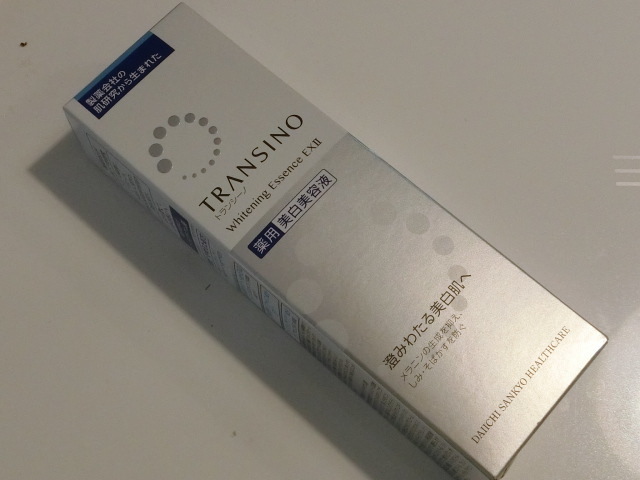 製薬会社の
肌研究から生まれた
TRANSINO
トランシーノ
Whitening Essence EXII
薬用 美白美容液
澄みわたる美白肌へ
メラニンの生成を抑え、
しみ・そばかすを防ぐ
DAIICHI SANKYO HEALTHCARE